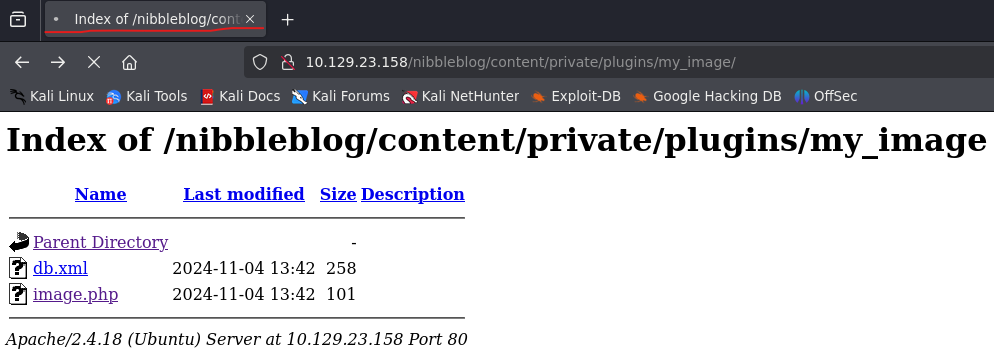 Index of /nibbleblog/cont
10.129.23.158/nibbleblog/content/private/plugins/my_image/
Kali Linux Kali Tools Kali Docs Kali Forums Kali NetHunter Exploit-DB Google Hacking DB OffSec
Index of /nibbleblog/content/private/plugins/my_image
Name Last modified Size Description
Parent Directory -
db.xml 2024-11-04 13:42 258
image.php 2024-11-04 13:42 101
Apache/2.4.18 (Ubuntu) Server at 10.129.23.158 Port 80